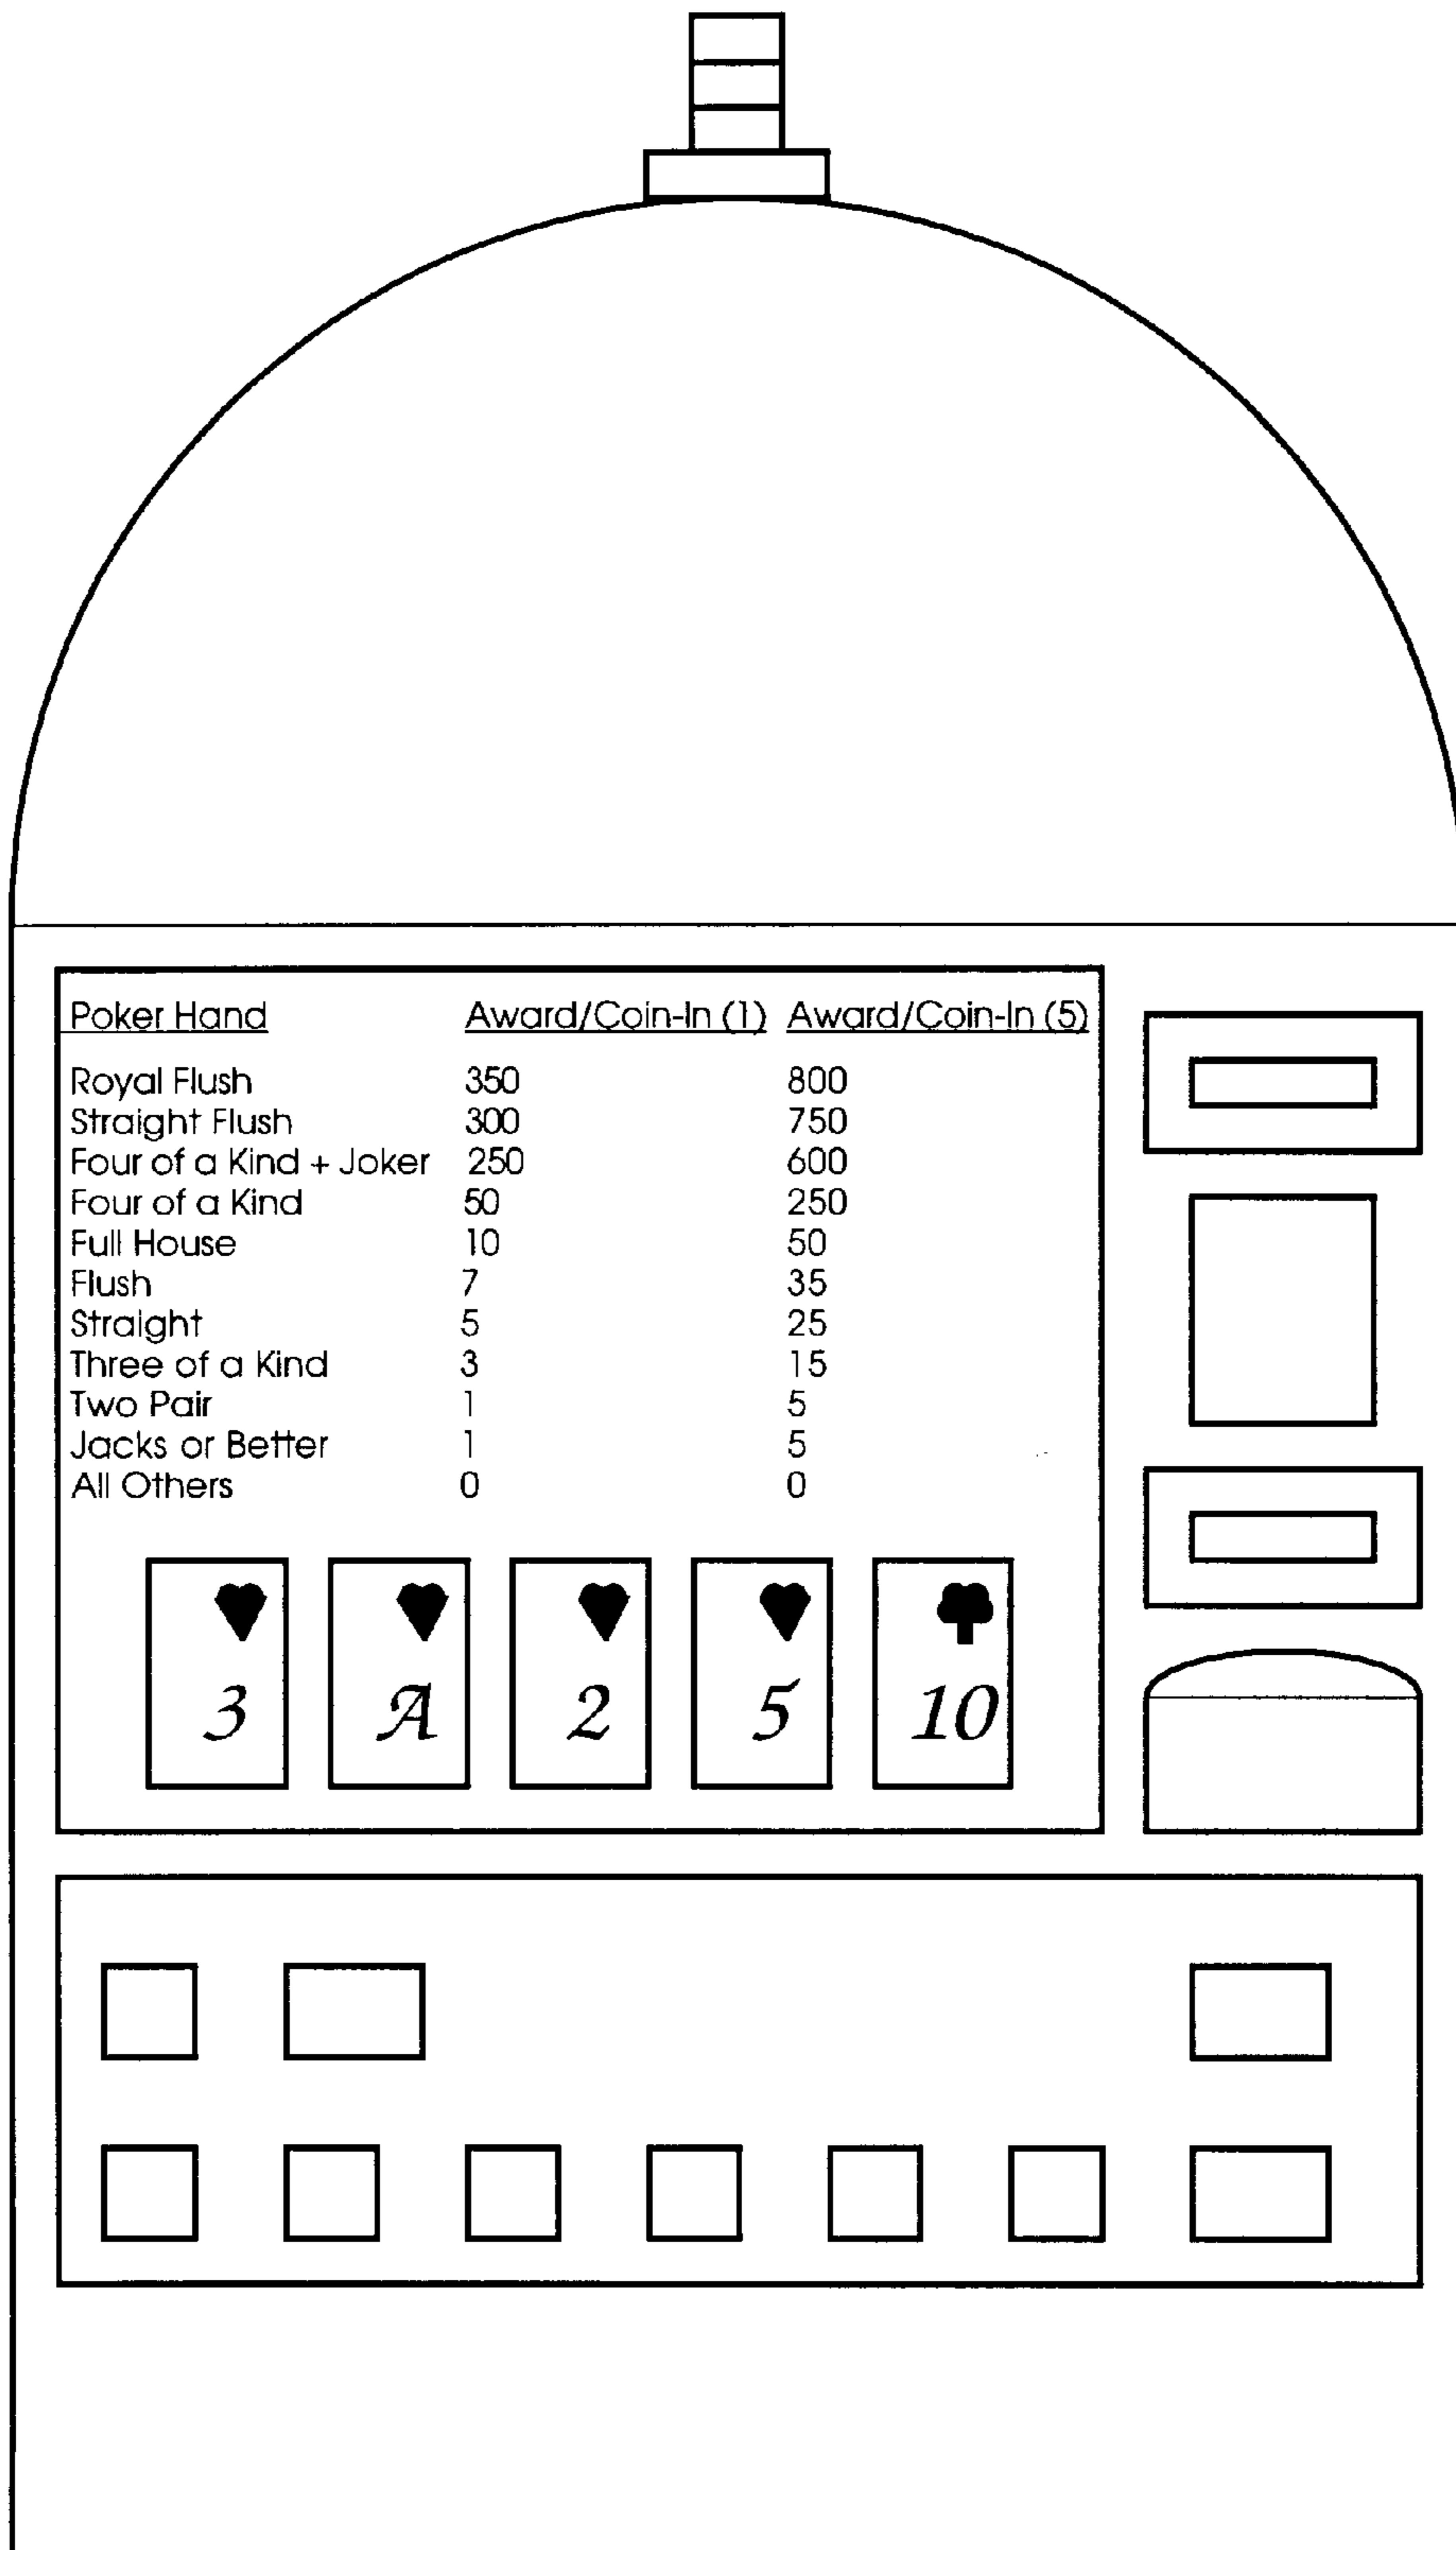 Poker Hand Award/Coin-In (1) Award/Coin-In (5)
Royal Flush 350 800
Straight Flush 300 750
Four of a Kind + Joker 250 600
Four of a Kind 50 250
Full House 10 50
Flush 7 35
Straight 5 25
Three of a Kind 3 15
Two Pair 1 5
Jacks or Better 1 5
All Others 0 0
3 A 2 5 10